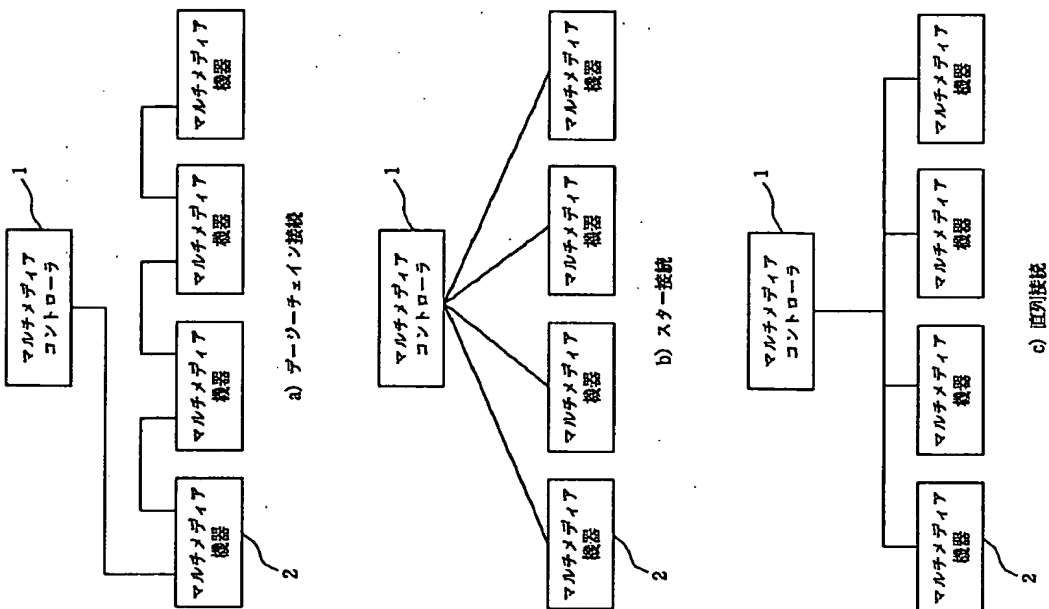 マルチメディア
コントローラ
1
マルチメディア
機器
マルチメディア
機器
マルチメディア
機器
マルチメディア
機器
2
a) デージーチェイン接続
マルチメディア
コントローラ
1
マルチメディア
機器
マルチメディア
機器
マルチメディア
機器
マルチメディア
機器
2
b) スター接続
マルチメディア
コントローラ
1
マルチメディア
機器
マルチメディア
機器
マルチメディア
機器
マルチメディア
機器
2
c) 直列接続